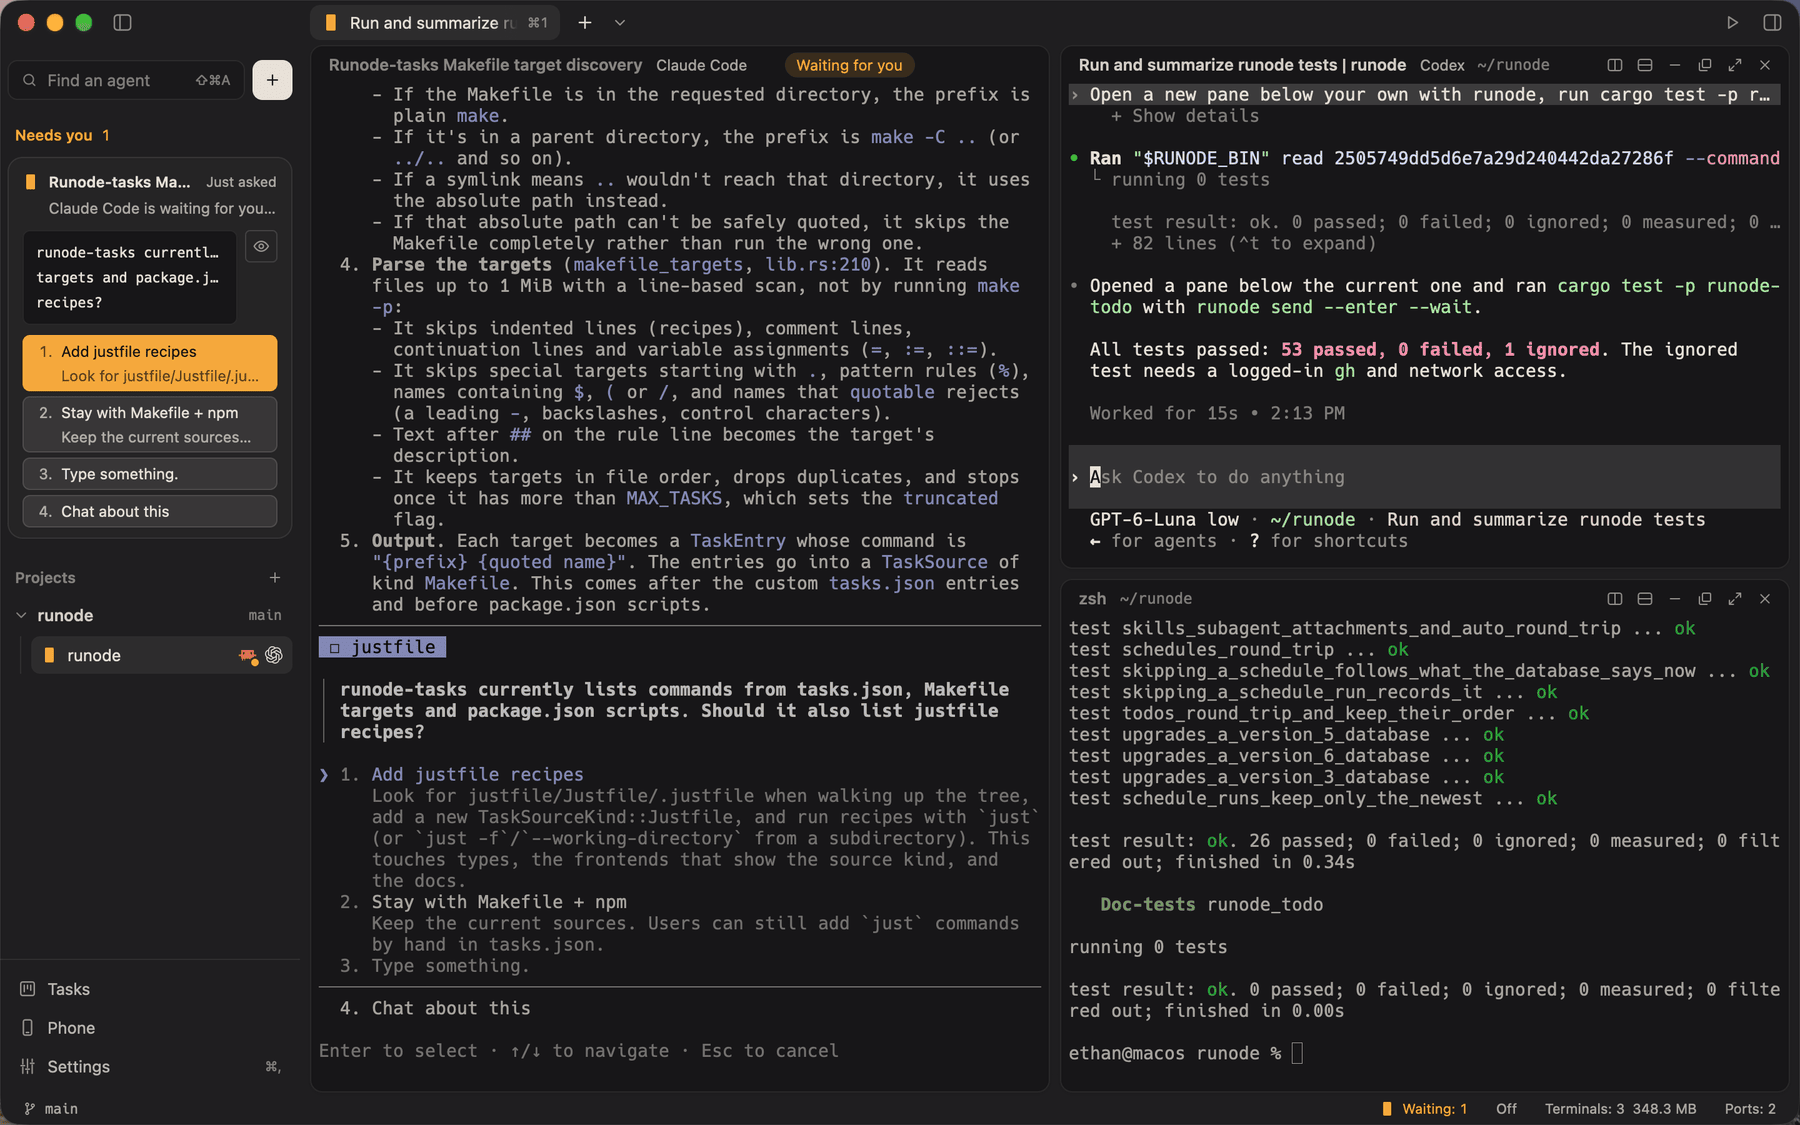 Run and summarize ru ⌘1
Find an agent ⇧⌘A
Needs you 1
Runode-tasks Ma... Just asked
Claude Code is waiting for you...
runode-tasks currentl…
targets and package.j…
recipes?
1. Add justfile recipes
Look for justfile/Justfile/.ju...
2. Stay with Makefile + npm
Keep the current sources...
3. Type something.
4. Chat about this
Projects
runode main
runode
Tasks
Phone
Settings ⌘,
main
Runode-tasks Makefile target discovery Claude Code Waiting for you
- If the Makefile is in the requested directory, the prefix is
plain make.
- If it's in a parent directory, the prefix is make -C .. (or
../.. and so on).
- If a symlink means .. wouldn't reach that directory, it uses
the absolute path instead.
- If that absolute path can't be safely quoted, it skips the
Makefile completely rather than run the wrong one.
4. Parse the targets (makefile_targets, lib.rs:210). It reads
files up to 1 MiB with a line-based scan, not by running make
-p:
- It skips indented lines (recipes), comment lines,
continuation lines and variable assignments (=, :=, ::=).
- It skips special targets starting with ., pattern rules (%),
names containing $, ( or /, and names that quotable rejects
(a leading -, backslashes, control characters).
- Text after ## on the rule line becomes the target's
description.
- It keeps targets in file order, drops duplicates, and stops
once it has more than MAX_TASKS, which sets the truncated
flag.
5. Output. Each target becomes a TaskEntry whose command is
"{prefix} {quoted name}". The entries go into a TaskSource of
kind Makefile. This comes after the custom tasks.json entries
and before package.json scripts.
□ justfile
runode-tasks currently lists commands from tasks.json, Makefile
targets and package.json scripts. Should it also list justfile
recipes?
❯ 1. Add justfile recipes
Look for justfile/Justfile/.justfile when walking up the tree,
add a new TaskSourceKind::Justfile, and run recipes with `just`
(or `just -f`/`--working-directory` from a subdirectory). This
touches types, the frontends that show the source kind, and
the docs.
2. Stay with Makefile + npm
Keep the current sources. Users can still add `just` commands
by hand in tasks.json.
3. Type something.
4. Chat about this
Enter to select · ↑/↓ to navigate · Esc to cancel
Run and summarize runode tests | runode Codex ~/runode
› Open a new pane below your own with runode, run cargo test -p r…
+ Show details
• Ran "$RUNODE_BIN" read 2505749dd5d6e7a29d240442da27286f --command
└ running 0 tests
test result: ok. 0 passed; 0 failed; 0 ignored; 0 measured; 0 …
+ 82 lines (^t to expand)
• Opened a pane below the current one and ran cargo test -p runode-
todo with runode send --enter --wait.
All tests passed: 53 passed, 0 failed, 1 ignored. The ignored
test needs a logged-in gh and network access.
Worked for 15s • 2:13 PM
› Ask Codex to do anything
GPT-6-Luna low · ~/runode · Run and summarize runode tests
← for agents · ? for shortcuts
zsh ~/runode
test skills_subagent_attachments_and_auto_round_trip ... ok
test schedules_round_trip ... ok
test skipping_a_schedule_follows_what_the_database_says_now ... ok
test skipping_a_schedule_run_records_it ... ok
test todos_round_trip_and_keep_their_order ... ok
test upgrades_a_version_5_database ... ok
test upgrades_a_version_6_database ... ok
test upgrades_a_version_3_database ... ok
test schedule_runs_keep_only_the_newest ... ok
test result: ok. 26 passed; 0 failed; 0 ignored; 0 measured; 0 filt
ered out; finished in 0.34s
Doc-tests runode_todo
running 0 tests
test result: ok. 0 passed; 0 failed; 0 ignored; 0 measured; 0 filte
red out; finished in 0.00s
ethan@macos runode %
Waiting: 1 Off Terminals: 3 348.3 MB Ports: 2